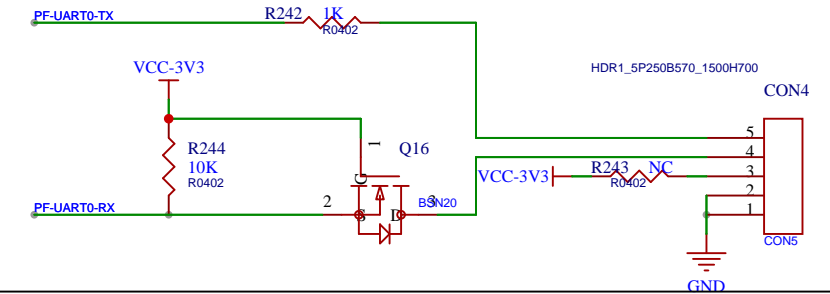 PF-UART0-TX
R242 1K
R0402
VCC-3V3
HDR1_5P250B570_1500H700
CON4
R244
10K
R0402
1
Q16
G
5
4
3
2
1
VCC-3V3
R243 NC
R0402
PF-UART0-RX
2
S
D
3
BSN20
CON5
GND